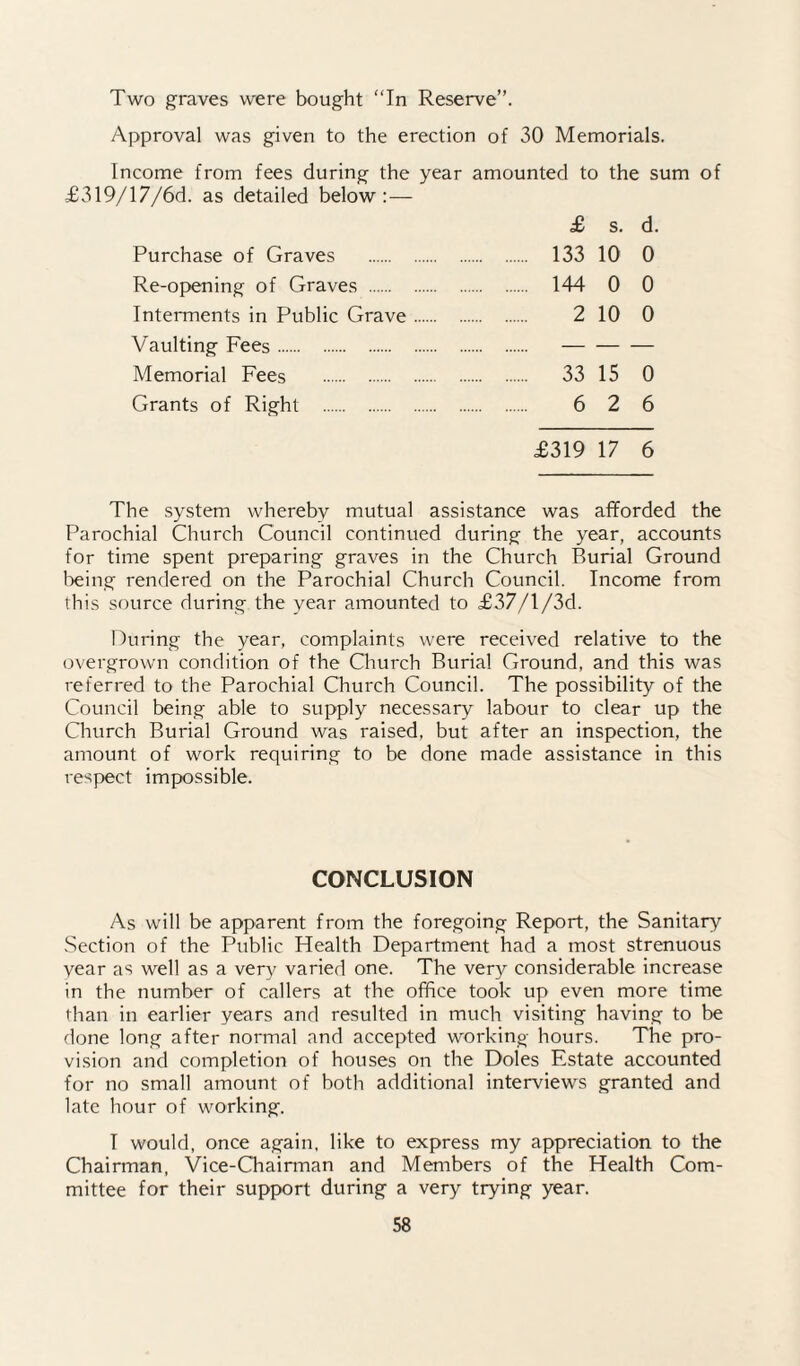 Two graves were bought “In Reserve”.
Approval was given to the erection of 30 Memorials.
Income from fees during the year amounted to the sum of
£319/17/6d. as detailed below :—
£ s. d.
Purchase of Graves ...... ...... ...... ...... 133 10 0
Re-opening of Graves ...... ...... ...... ...... 144 0 0
Interments in Public Grave ...... ...... ...... 2 10 0
Vaulting Fees ...... ...... ...... ...... ...... ...... — — —
Memorial Fees ...... ...... ...... ...... ...... 33 15 0
Grants of Right ...... ...... ...... ...... ...... 6 2 6
£319 17 6
The system whereby mutual assistance was afforded the
Parochial Church Council continued during the year, accounts
for time spent preparing graves in the Church Burial Ground
being rendered on the Parochial Church Council. Income from
this source during the year amounted to £37/1/3d.
During the year, complaints were received relative to the
overgrown condition of the Church Burial Ground, and this was
referred to the Parochial Church Council. The possibility of the
Council being able to supply necessary labour to clear up the
Church Burial Ground was raised, but after an inspection, the
amount of work requiring to be done made assistance in this
respect impossible.
CONCLUSION
As will be apparent from the foregoing Report, the Sanitary
Section of the Public Health Department had a most strenuous
year as well as a very varied one. The very considerable increase
in the number of callers at the office took up even more time
than in earlier years and resulted in much visiting having to be
done long after normal and accepted working hours. The pro-
vision and completion of houses on the Doles Estate accounted
for no small amount of both additional interviews granted and
late hour of working.
I would, once again, like to express my appreciation to the
Chairman, Vice-Chairman and Members of the Health Com-
mittee for their support during a very trying year.
58